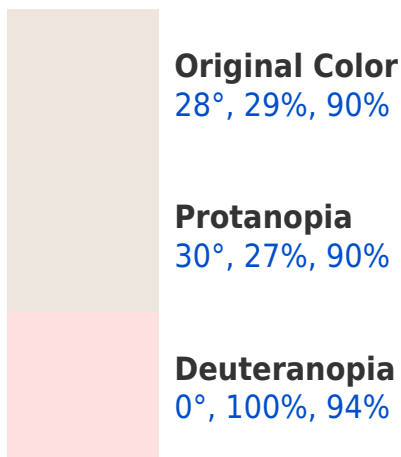 Original Color
28°, 29%, 90%
Protanopia
30°, 27%, 90%
Deuteranopia
0°, 100%, 94%